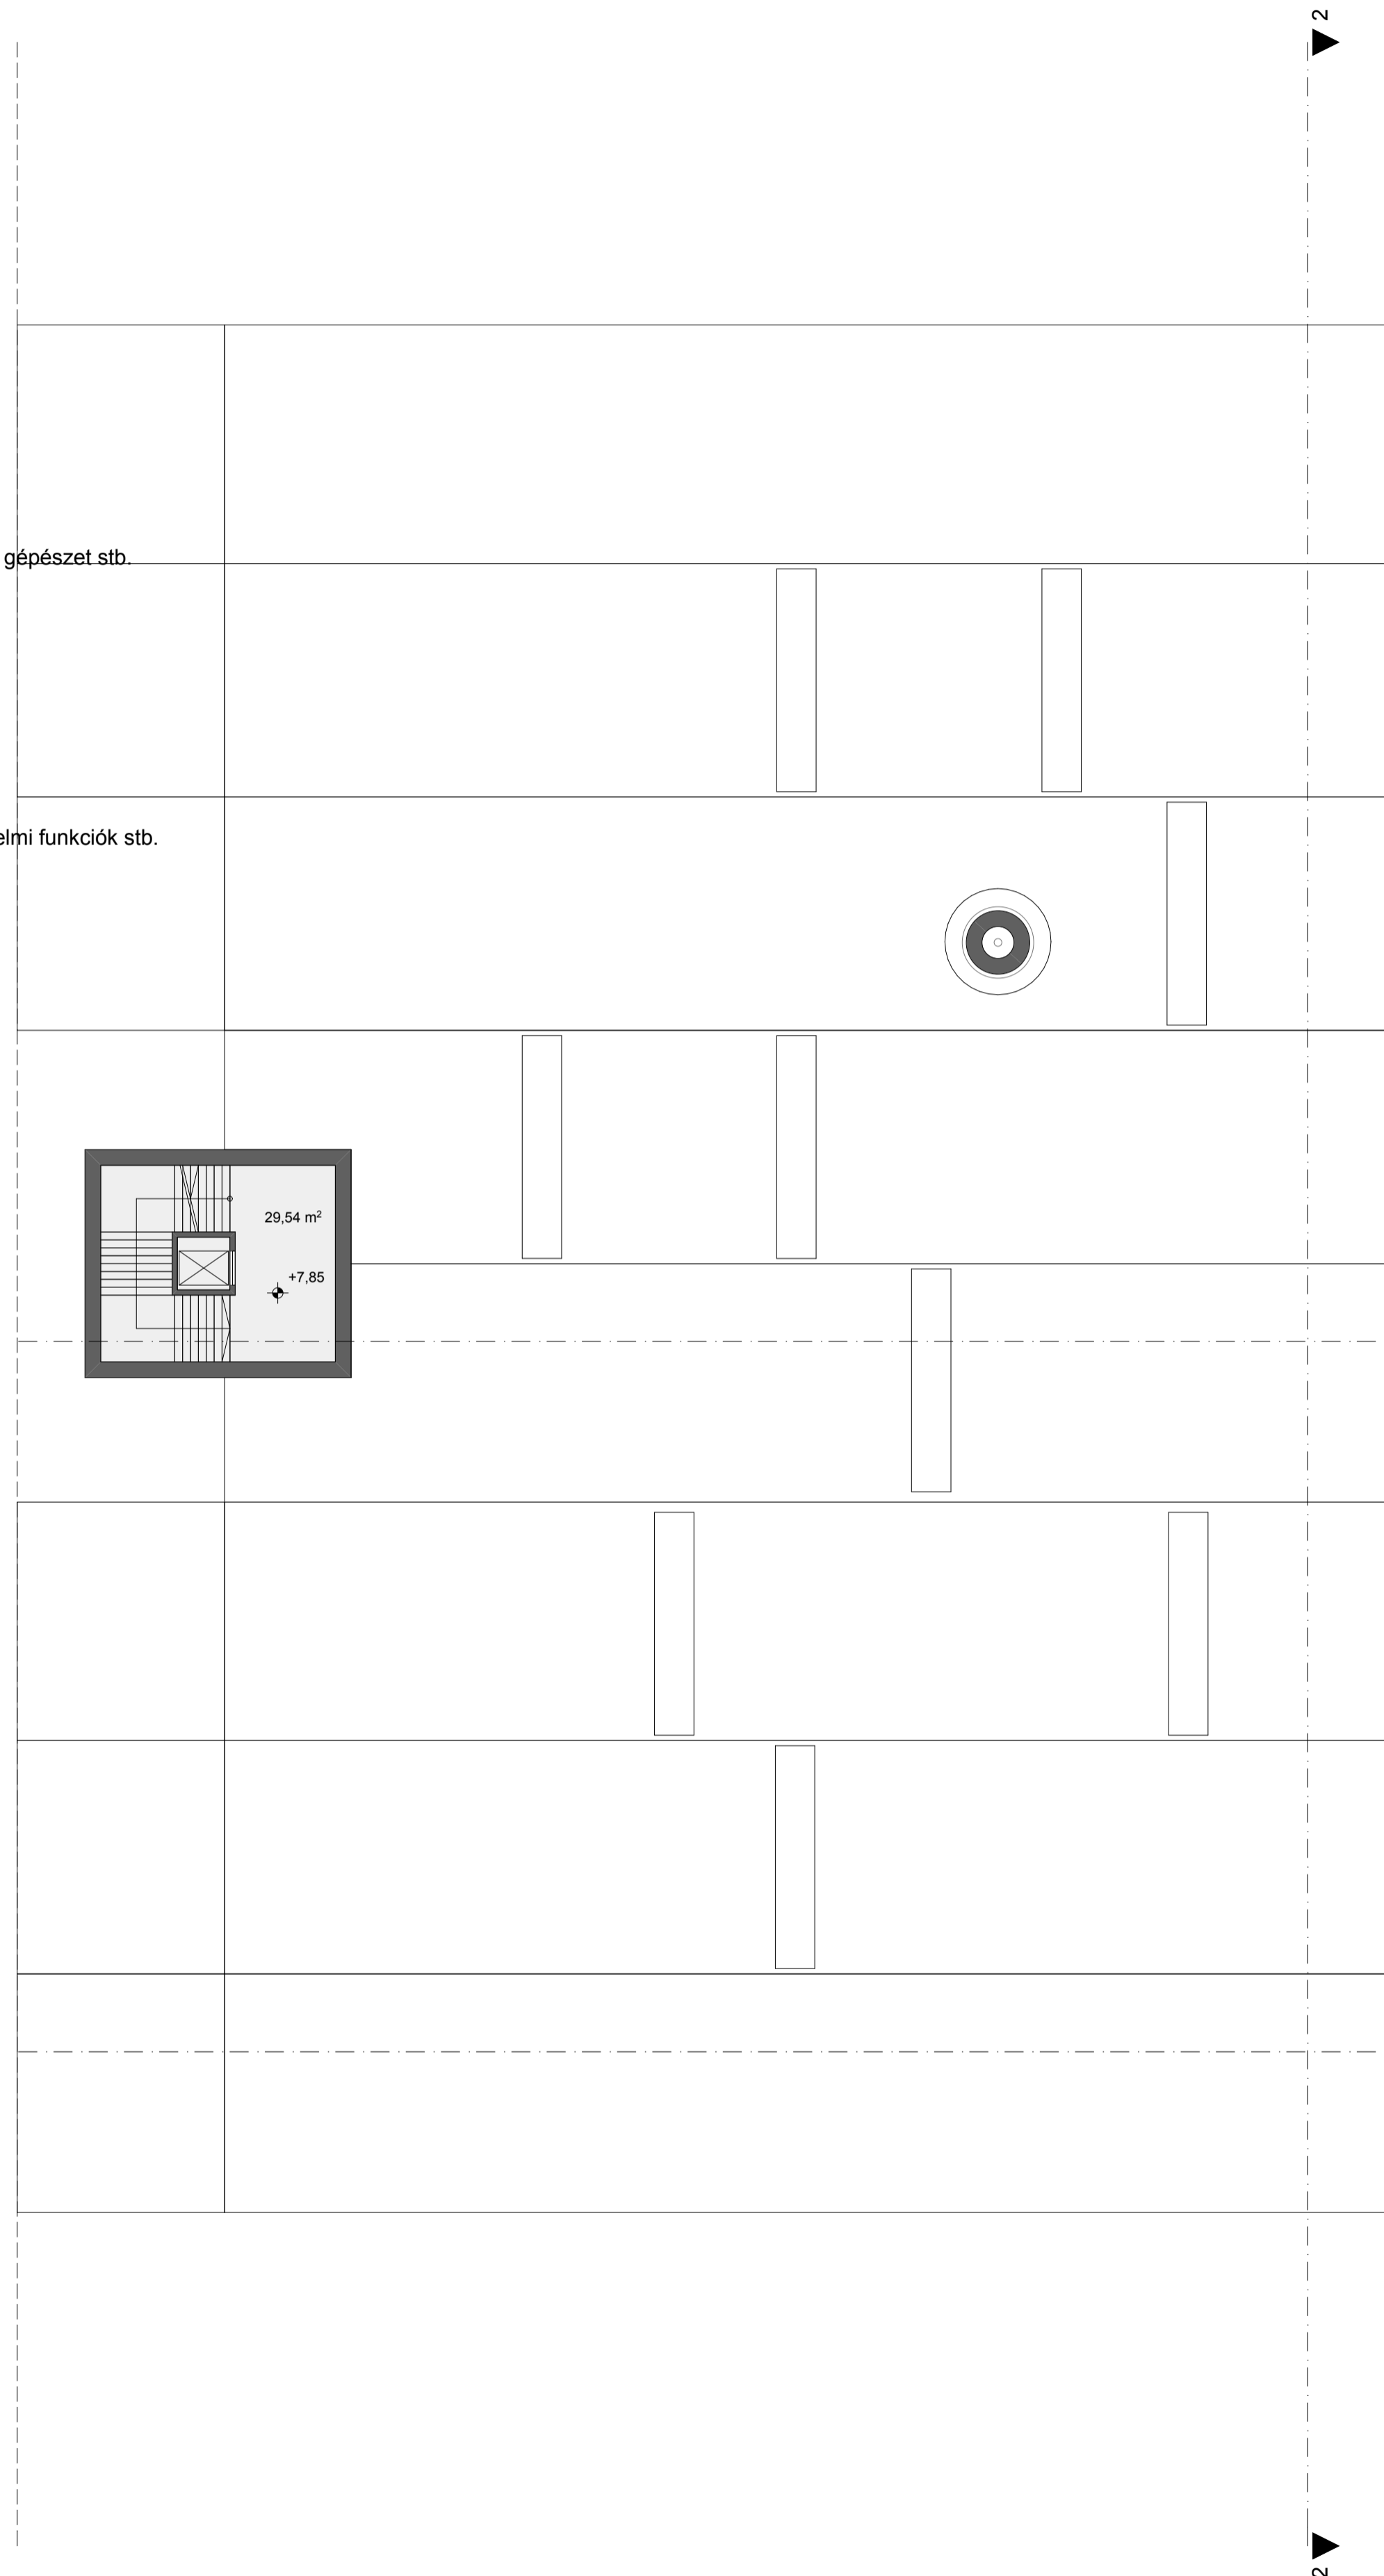 2
gépészet stb.
elmi funkciók stb.
29,54 m²
+7,85
2